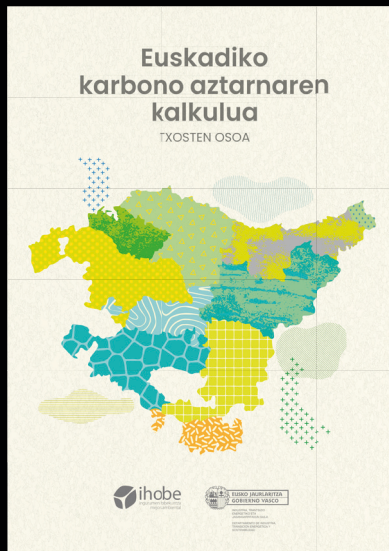 Euskadiko
karbono aztarnaren
kalkulua
TXOSTEN OSOA
ihobe
EUSKO JAURLARITZA
GOBIERNO VASCO